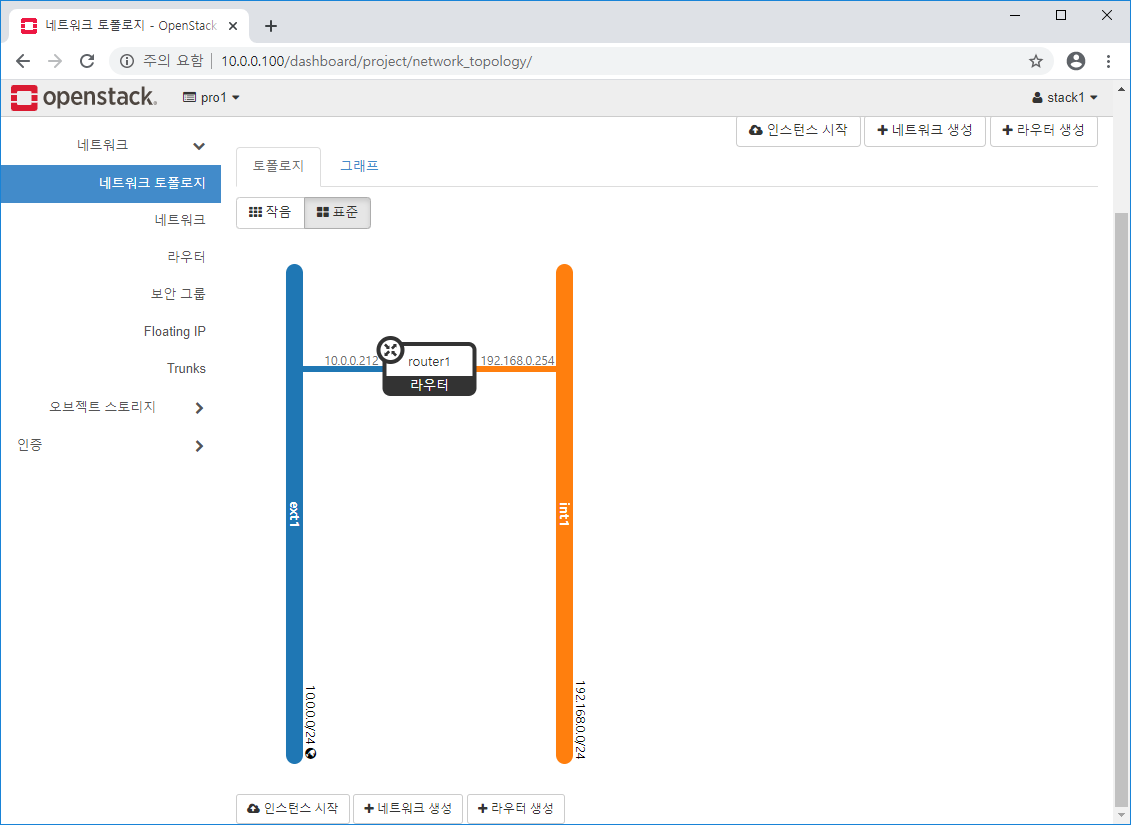 네트워크 토폴로지 - OpenStack
주의 요함 | 10.0.0.100/dashboard/project/network_topology/
openstack. pro1 stack1
인스턴스 시작 네트워크 생성 라우터 생성
네트워크
네트워크 토폴로지
네트워크
라우터
보안 그룹
Floating IP
Trunks
오브젝트 스토리지
인증
토폴로지 그래프
작음 표준
10.0.0.212 router1 192.168.0.254
라우터
ext1
int1
10.0.0.0/24
192.168.0.0/24
인스턴스 시작 네트워크 생성 라우터 생성